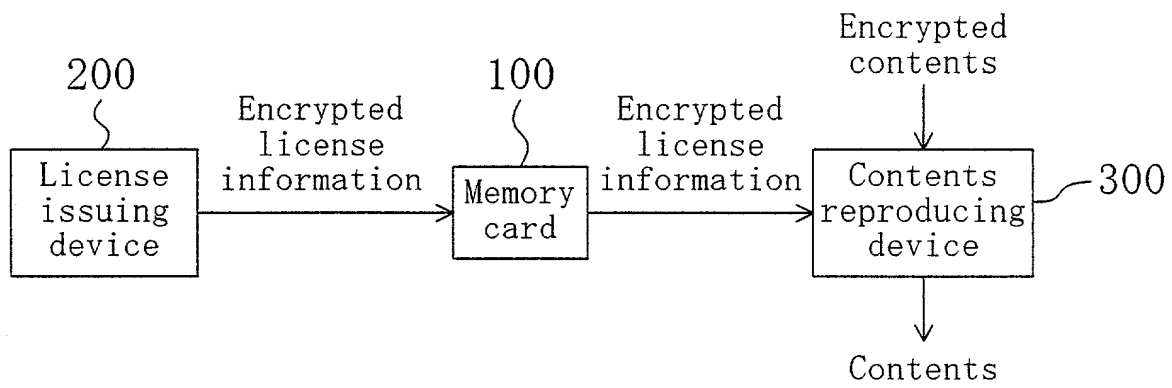 200
License
issuing
device
Encrypted
license
information
100
Memory
card
Encrypted
license
information
Encrypted
contents
Contents
reproducing
device
300
Contents